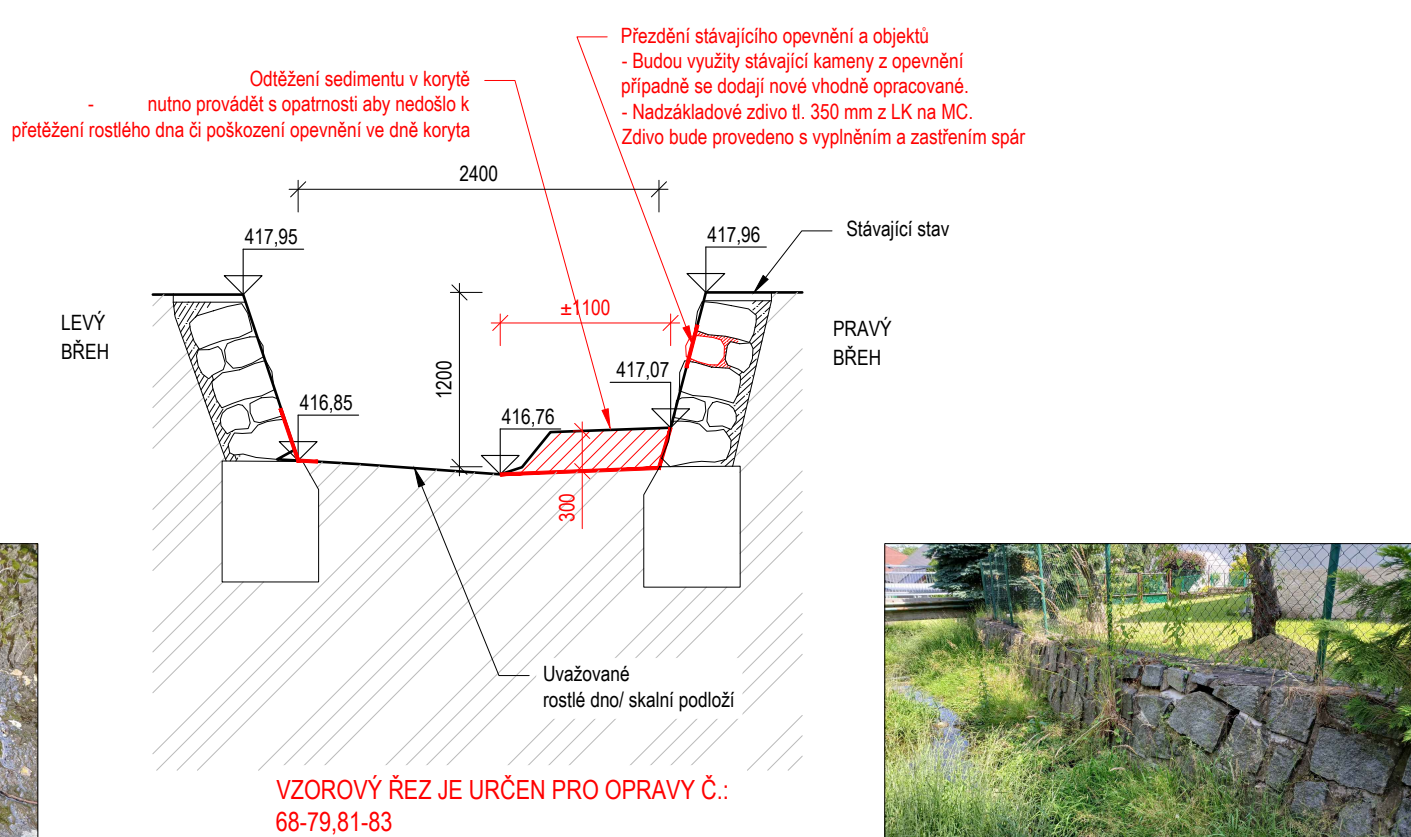 Přezdění stávajícího opevnění a objektů
- Budou využity stávající kameny z opevnění
případně se dodají nové vhodně opracované.
- Nadzákladové zdivo tl. 350 mm z LK na MC.
Zdivo bude provedeno s vyplněním a zastřením spár
Odtěžení sedimentu v korytě
- nutno provádět s opatrnosti aby nedošlo k
přetěžení rostlého dna či poškození opevnění ve dně koryta
2400
417,95
417,96
Stávající stav
LEVÝ
BŘEH
±1100
PRAVÝ
BŘEH
1200
417,07
416,85
416,76
300
Uvažované
rostlé dno/ skalní podloží
VZOROVÝ ŘEZ JE URČEN PRO OPRAVY Č.:
68-79,81-83